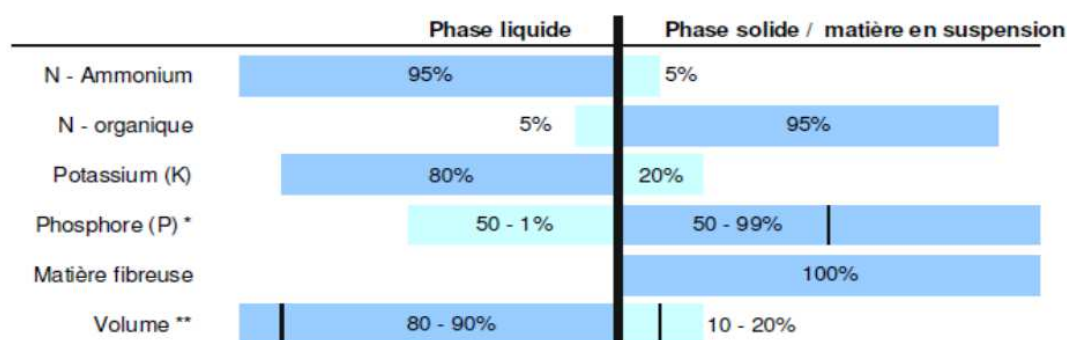 Phase liquide Phase solide / matière en suspension
N - Ammonium 95% 5%
N - organique 5% 95%
Potassium (K) 80% 20%
Phosphore (P) * 50 - 1% 50 - 99%
Matière fibreuse 100%
Volume ** 80 - 90% 10 - 20%